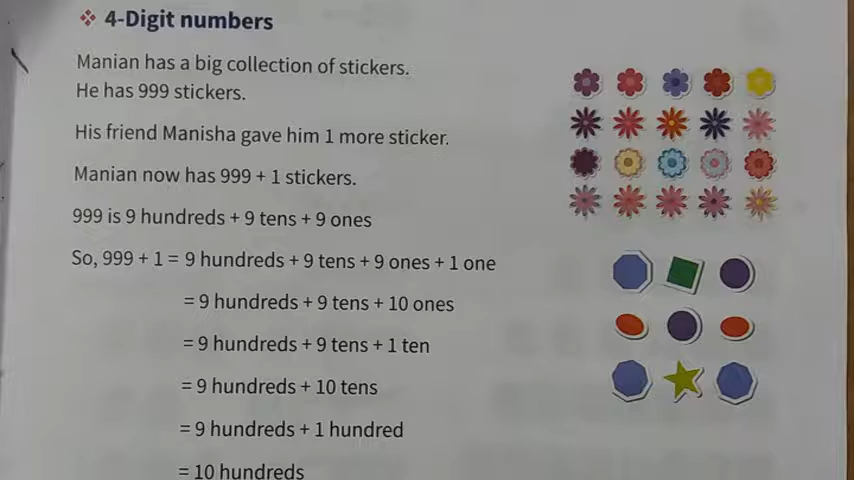 4-Digit numbers
Manian has a big collection of stickers.
He has 999 stickers.
His friend Manisha gave him 1 more sticker.
Manian now has 999 + 1 stickers.
999 is 9 hundreds + 9 tens + 9 ones
So, 999 + 1 = 9 hundreds + 9 tens + 9 ones + 1 one
= 9 hundreds + 9 tens + 10 ones
= 9 hundreds + 9 tens + 1 ten
= 9 hundreds + 10 tens
= 9 hundreds + 1 hundred
= 10 hundreds